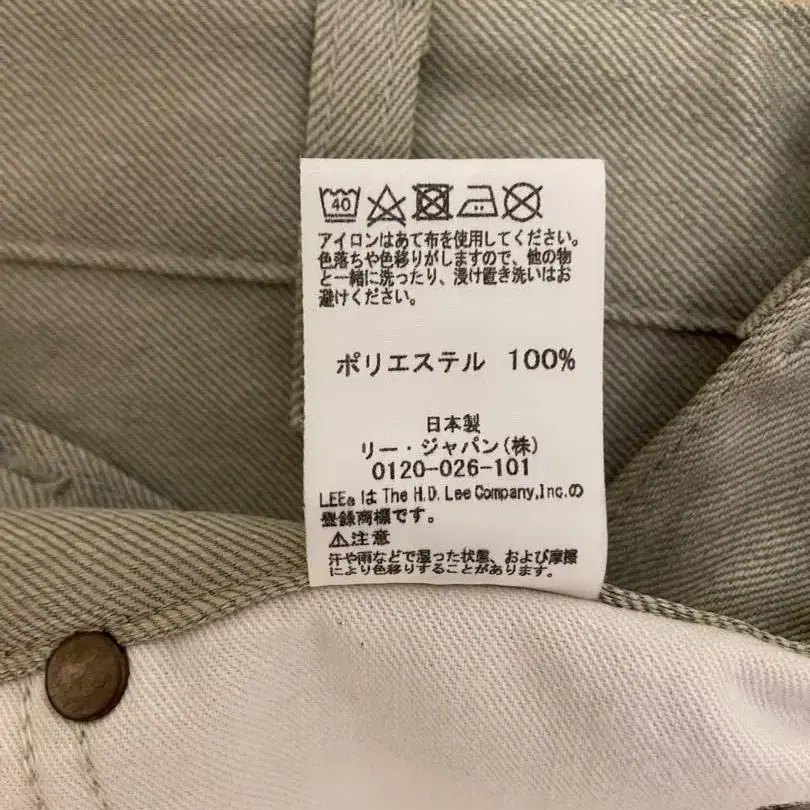 40
アイロンはあて布を使用してください。
色落ちや色移りがしますので、他の物
と一緒に洗ったり、浸け置き洗いはお
避けください。
ポリエステル 100%
日本製
リー・ジャパン(株)
0120-026-101
LEE® は The H.D. Lee Company,Inc.の
登録商標です。
⚠注意
汗や雨などで湿った状態、および摩擦
により色移りすることがあります。